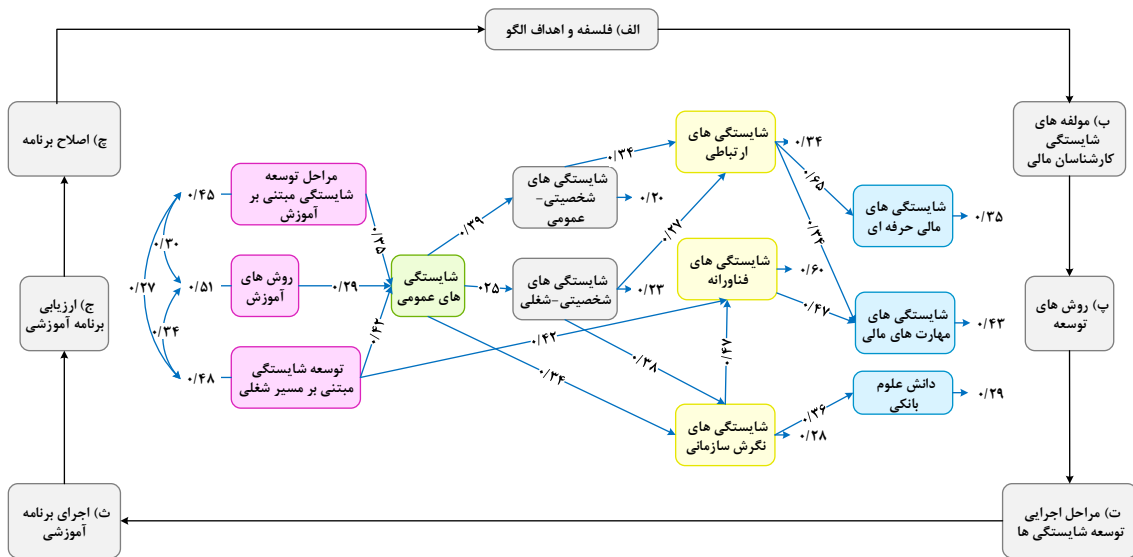 الف) فلسفه و اهداف الگو
ب) مولفه های
شایستگی
کارشناسان مالی
پ) روش های
توسعه
ت) مراحل اجرایی
توسعه شایستگی ها
ث) اجرای برنامه
آموزشی
ج) ارزیابی
برنامه آموزشی
چ) اصلاح برنامه
مراحل توسعه
شایستگی مبتنی بر
آموزش
۰/۴۵
روش های
آموزش
۰/۵۱
توسعه شایستگی
مبتنی بر مسیر شغلی
۰/۴۸
۰/۳۰
۰/۲۷
۰/۳۴
۰/۳۵
۰/۲۹
۰/۴۲
شایستگی
های عمومی
۰/۳۹
۰۲۵
۰/۳۴
۰/۴۲
شایستگی های
شخصیتی-
عمومی
۰/۲۰
۰/۳۴
شایستگی های
شخصیتی-شغلی
۰/۲۳
۰/۳۷
۰/۳۸
شایستگی های
ارتباطی
۰/۳۴
۰/۶۵
۰/۳۴
شایستگی های
فناورانه
۰/۶۰
۰/۴۷
۰/۴۷
شایستگی های
نگرش سازمانی
۰/۲۸
۰/۳۶
شایستگی های
مالی حرفه ای
۰/۳۵
شایستگی های
مهارت های مالی
۰/۴۳
دانش علوم
بانکی
۰/۲۹